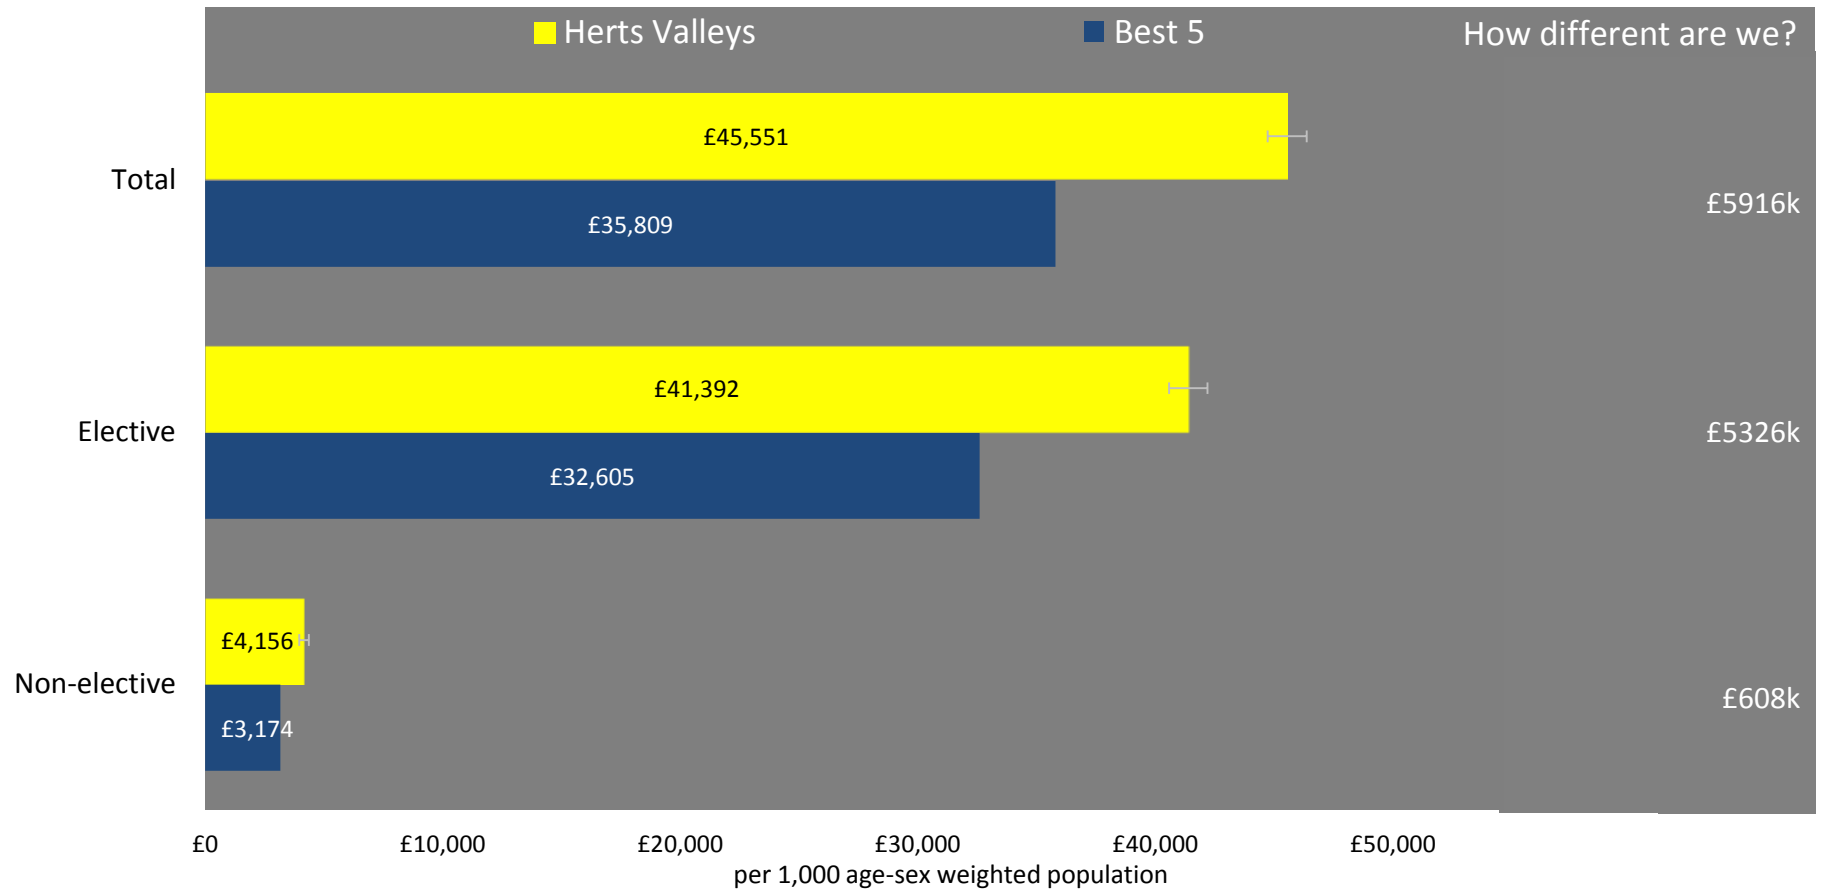 Herts Valleys
Best 5
How different are we?
Total
£45,551
£35,809
£5916k
Elective
£41,392
£32,605
£5326k
Non-elective
£4,156
£3,174
£608k
£0 £10,000 £20,000 £30,000 £40,000 £50,000
per 1,000 age-sex weighted population